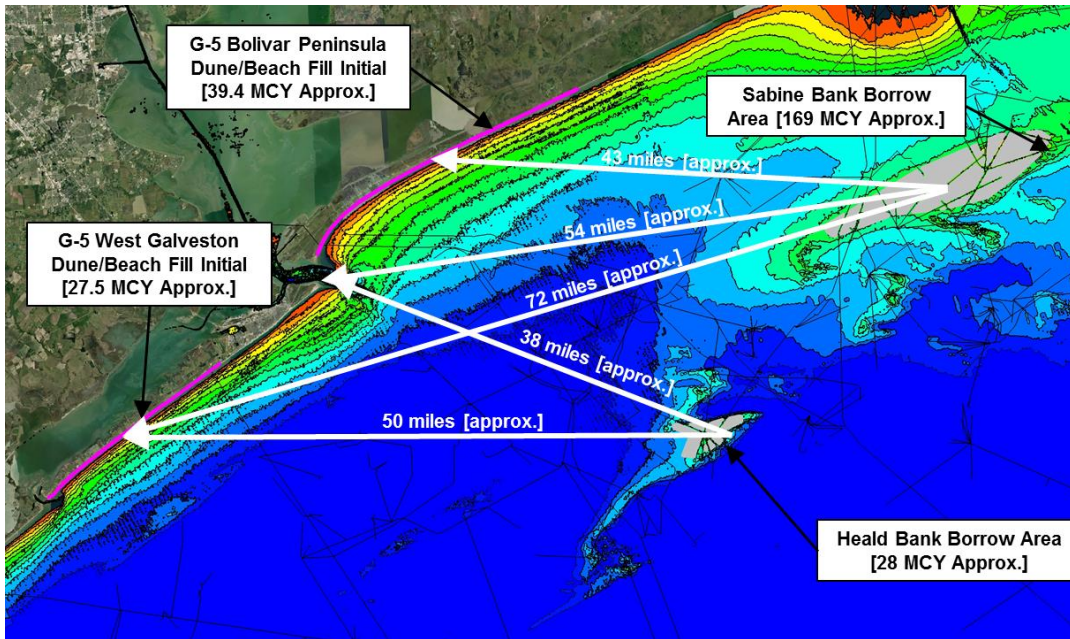 G-5 Bolivar Peninsula
Dune/Beach Fill Initial
[39.4 MCY Approx.]
Sabine Bank Borrow
Area [169 MCY Approx.]
43 miles [approx.]
54 miles [approx.]
G-5 West Galveston
Dune/Beach Fill Initial
[27.5 MCY Approx.]
72 miles [approx.]
38 miles [approx.]
50 miles [approx.]
Heald Bank Borrow Area
[28 MCY Approx.]